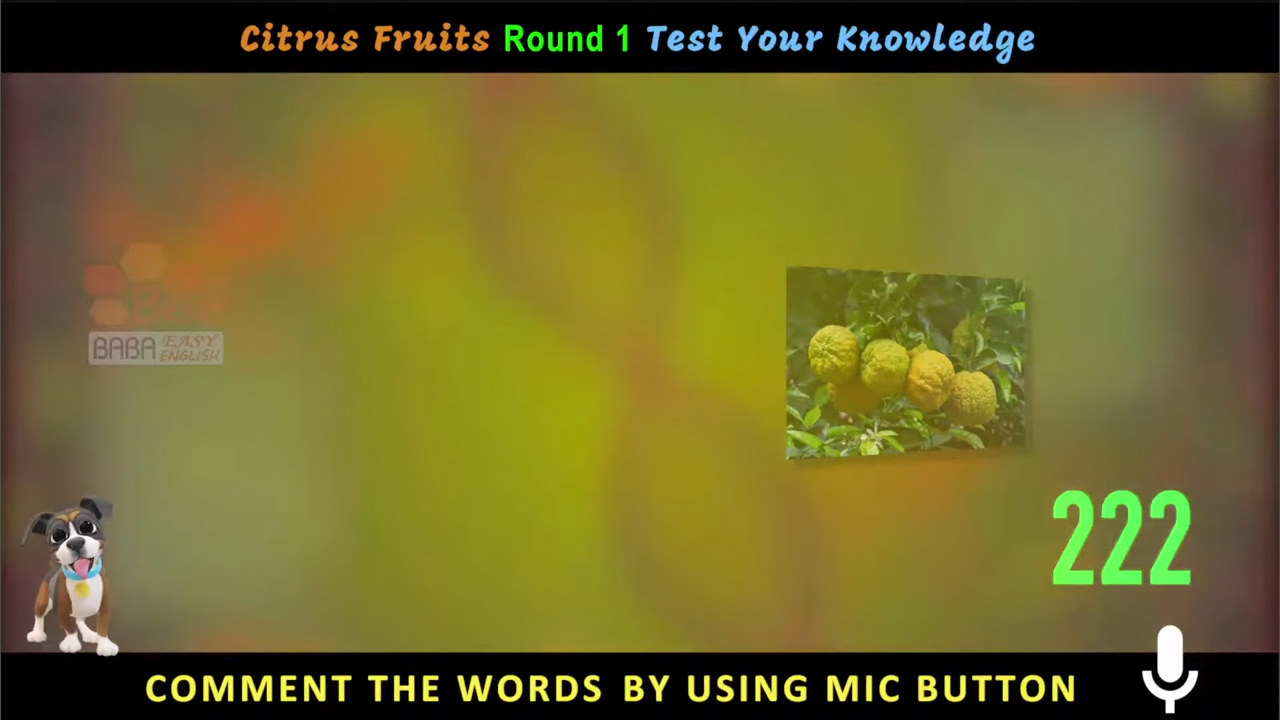 Citrus Fruits Round 1 Test Your Knowledge
BABA EASY ENGLISH
222
COMMENT THE WORDS BY USING MIC BUTTON